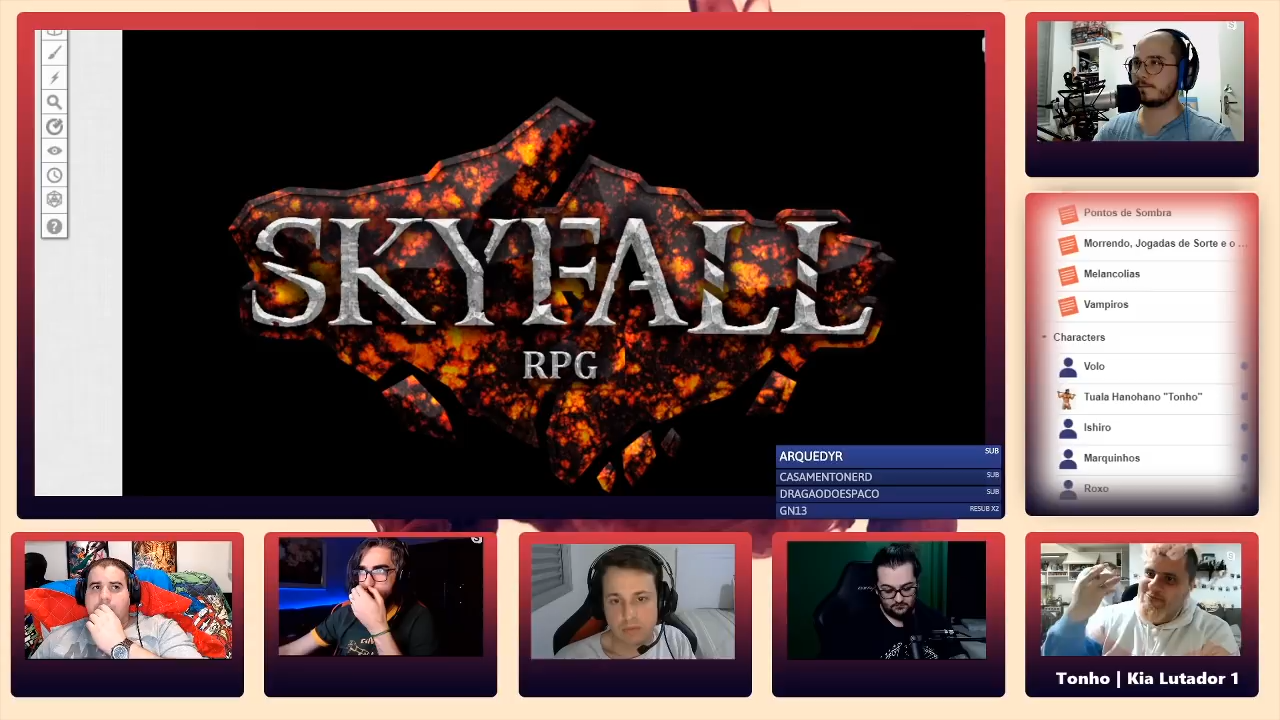 SKYFALL
RPG
ARQUEDYR SUB
CASAMENTONERD SUB
DRAGAODOESPACO SUB
GN13 RESUB X2
Pontos de Sombra
Morrendo, Jogadas de Sorte e o ...
Melancolias
Vampiros
Characters
Volo
Tuala Hanohano "Tonho"
Ishiro
Marquinhos
Roxo
Tonho | Kia Lutador 1